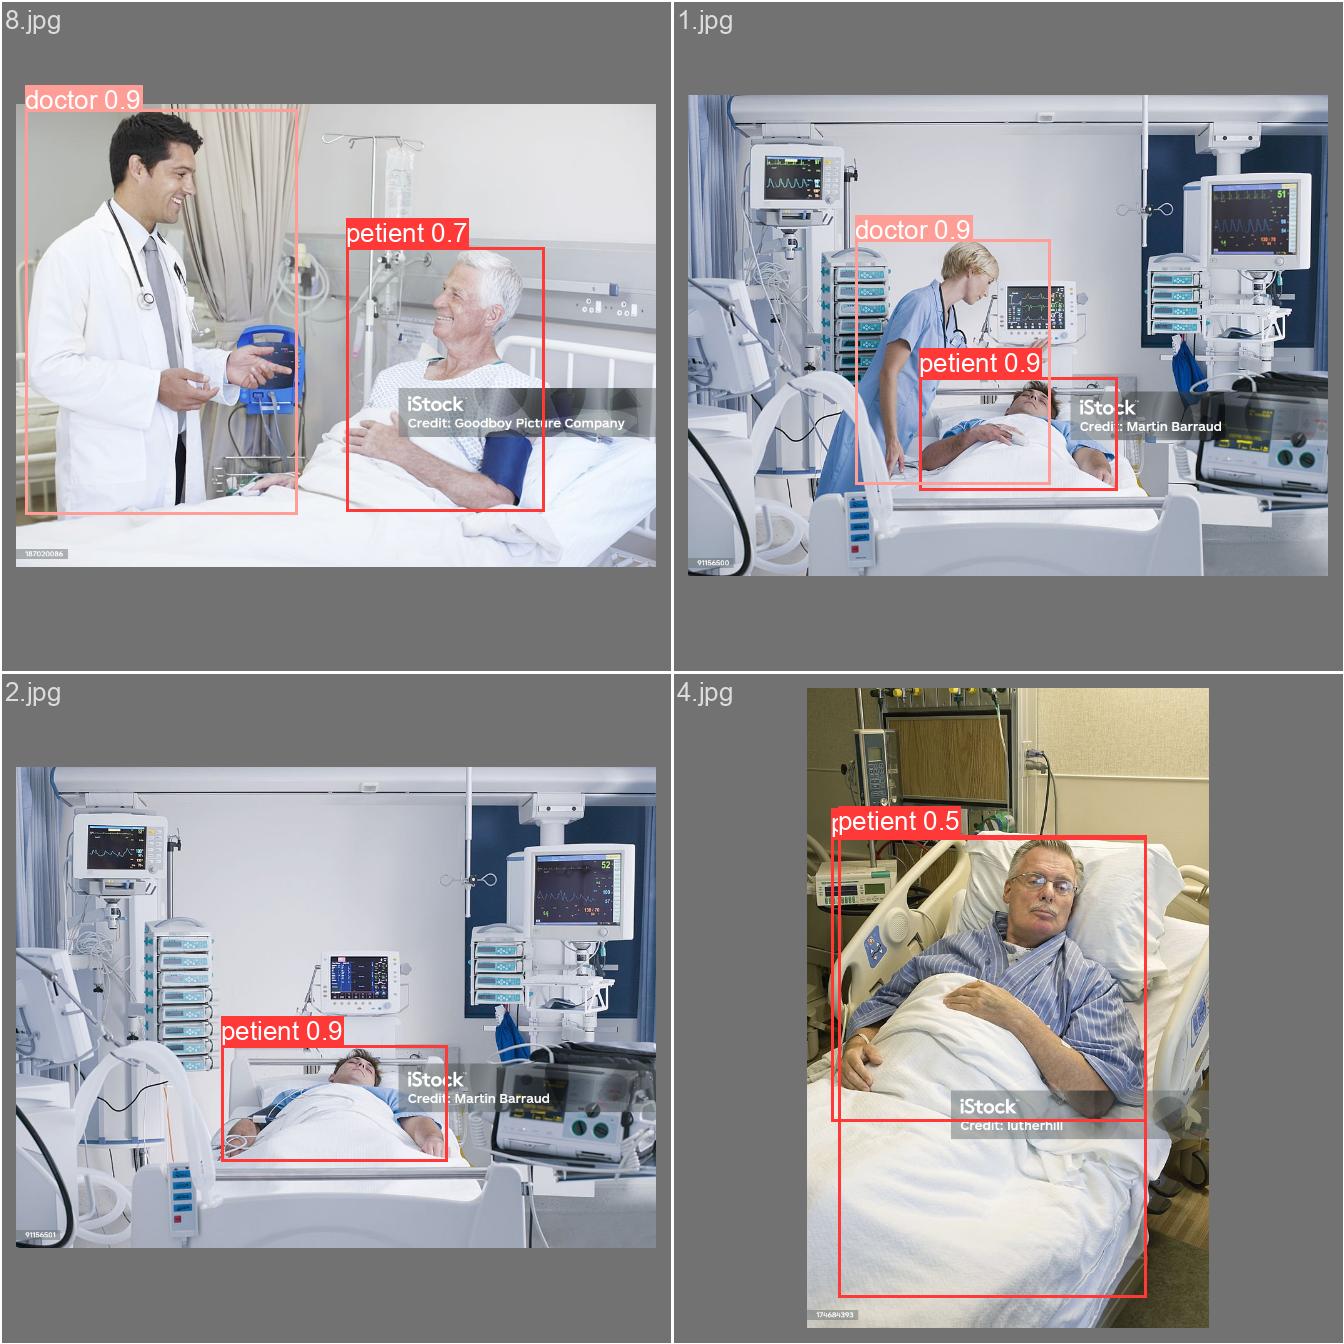 8.jpg
doctor 0.9
petient 0.7
iStock
Credit: Goodboy Picture Company
187020086
1.jpg
doctor 0.9
petient 0.9
51
iStock
Credit: Martin Barraud
91156500
2.jpg
52
petient 0.9
iStock
Credit: Martin Barraud
91156501
4.jpg
petient 0.5
iStock
Credit: lutherhill
174684393